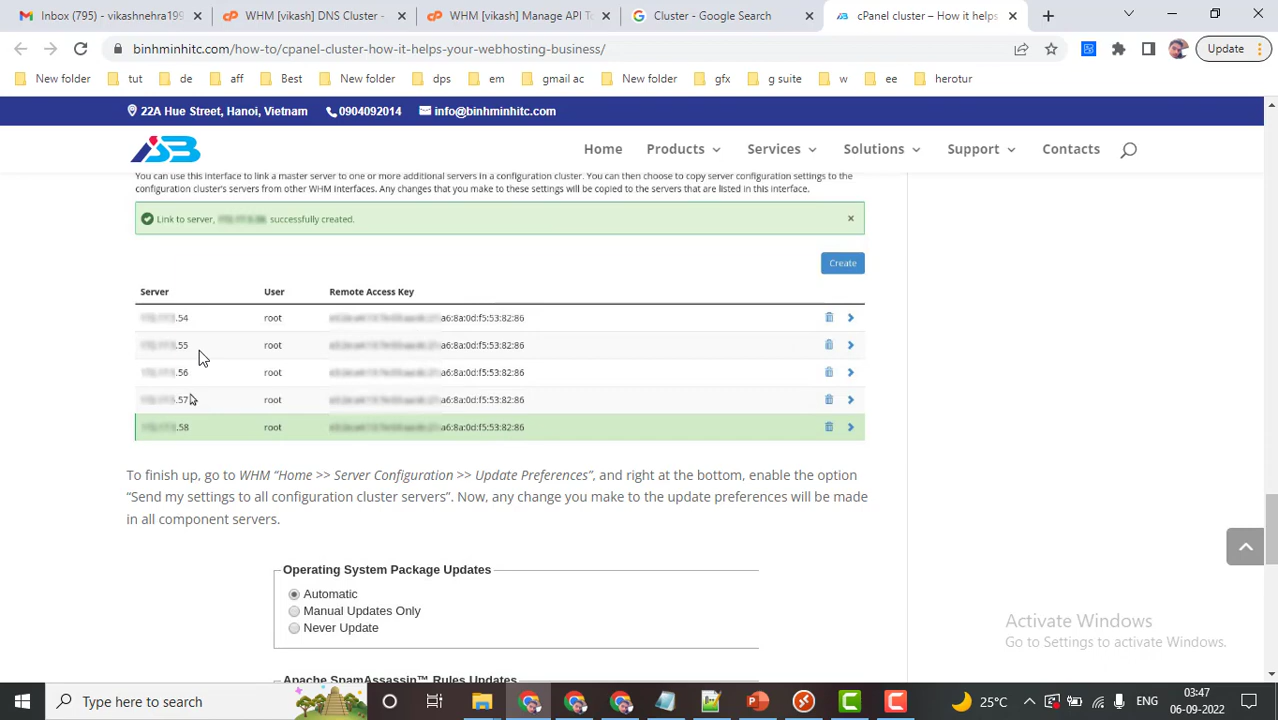 Inbox (795) - vikashnehra199
WHM [vikash] DNS Cluster -
WHM [vikash] Manage API To
Cluster - Google Search
cPanel cluster – How it helps
binhminhitc.com/how-to/cpanel-cluster-how-it-helps-your-webhosting-business/
Update
New folder
tut
de
aff
Best
New folder
dps
em
gmail ac
New folder
gfx
g suite
w
ee
herotur
22A Hue Street, Hanoi, Vietnam
0904092014
info@binhminhitc.com
Home
Products
Services
Solutions
Support
Contacts
You can use this interface to link a master server to one or more additional servers in a configuration cluster. You can then choose to copy server configuration settings to the
configuration cluster's servers from other WHM interfaces. Any changes that you make to these settings will be copied to the servers that are listed in this interface.
Link to server, successfully created.
Create
Server User Remote Access Key
.54 root a6:8a:0d:f5:53:82:86
.55 root a6:8a:0d:f5:53:82:86
.56 root a6:8a:0d:f5:53:82:86
.57 root a6:8a:0d:f5:53:82:86
.58 root a6:8a:0d:f5:53:82:86
To finish up, go to WHM “Home >> Server Configuration >> Update Preferences”, and right at the bottom, enable the option
“Send my settings to all configuration cluster servers”. Now, any change you make to the update preferences will be made
in all component servers.
Operating System Package Updates
Automatic
Manual Updates Only
Never Update
Apache SpamAssassin™ Rules Updates
Activate Windows
Go to Settings to activate Windows.
Type here to search
25°C
ENG
03:47
06-09-2022